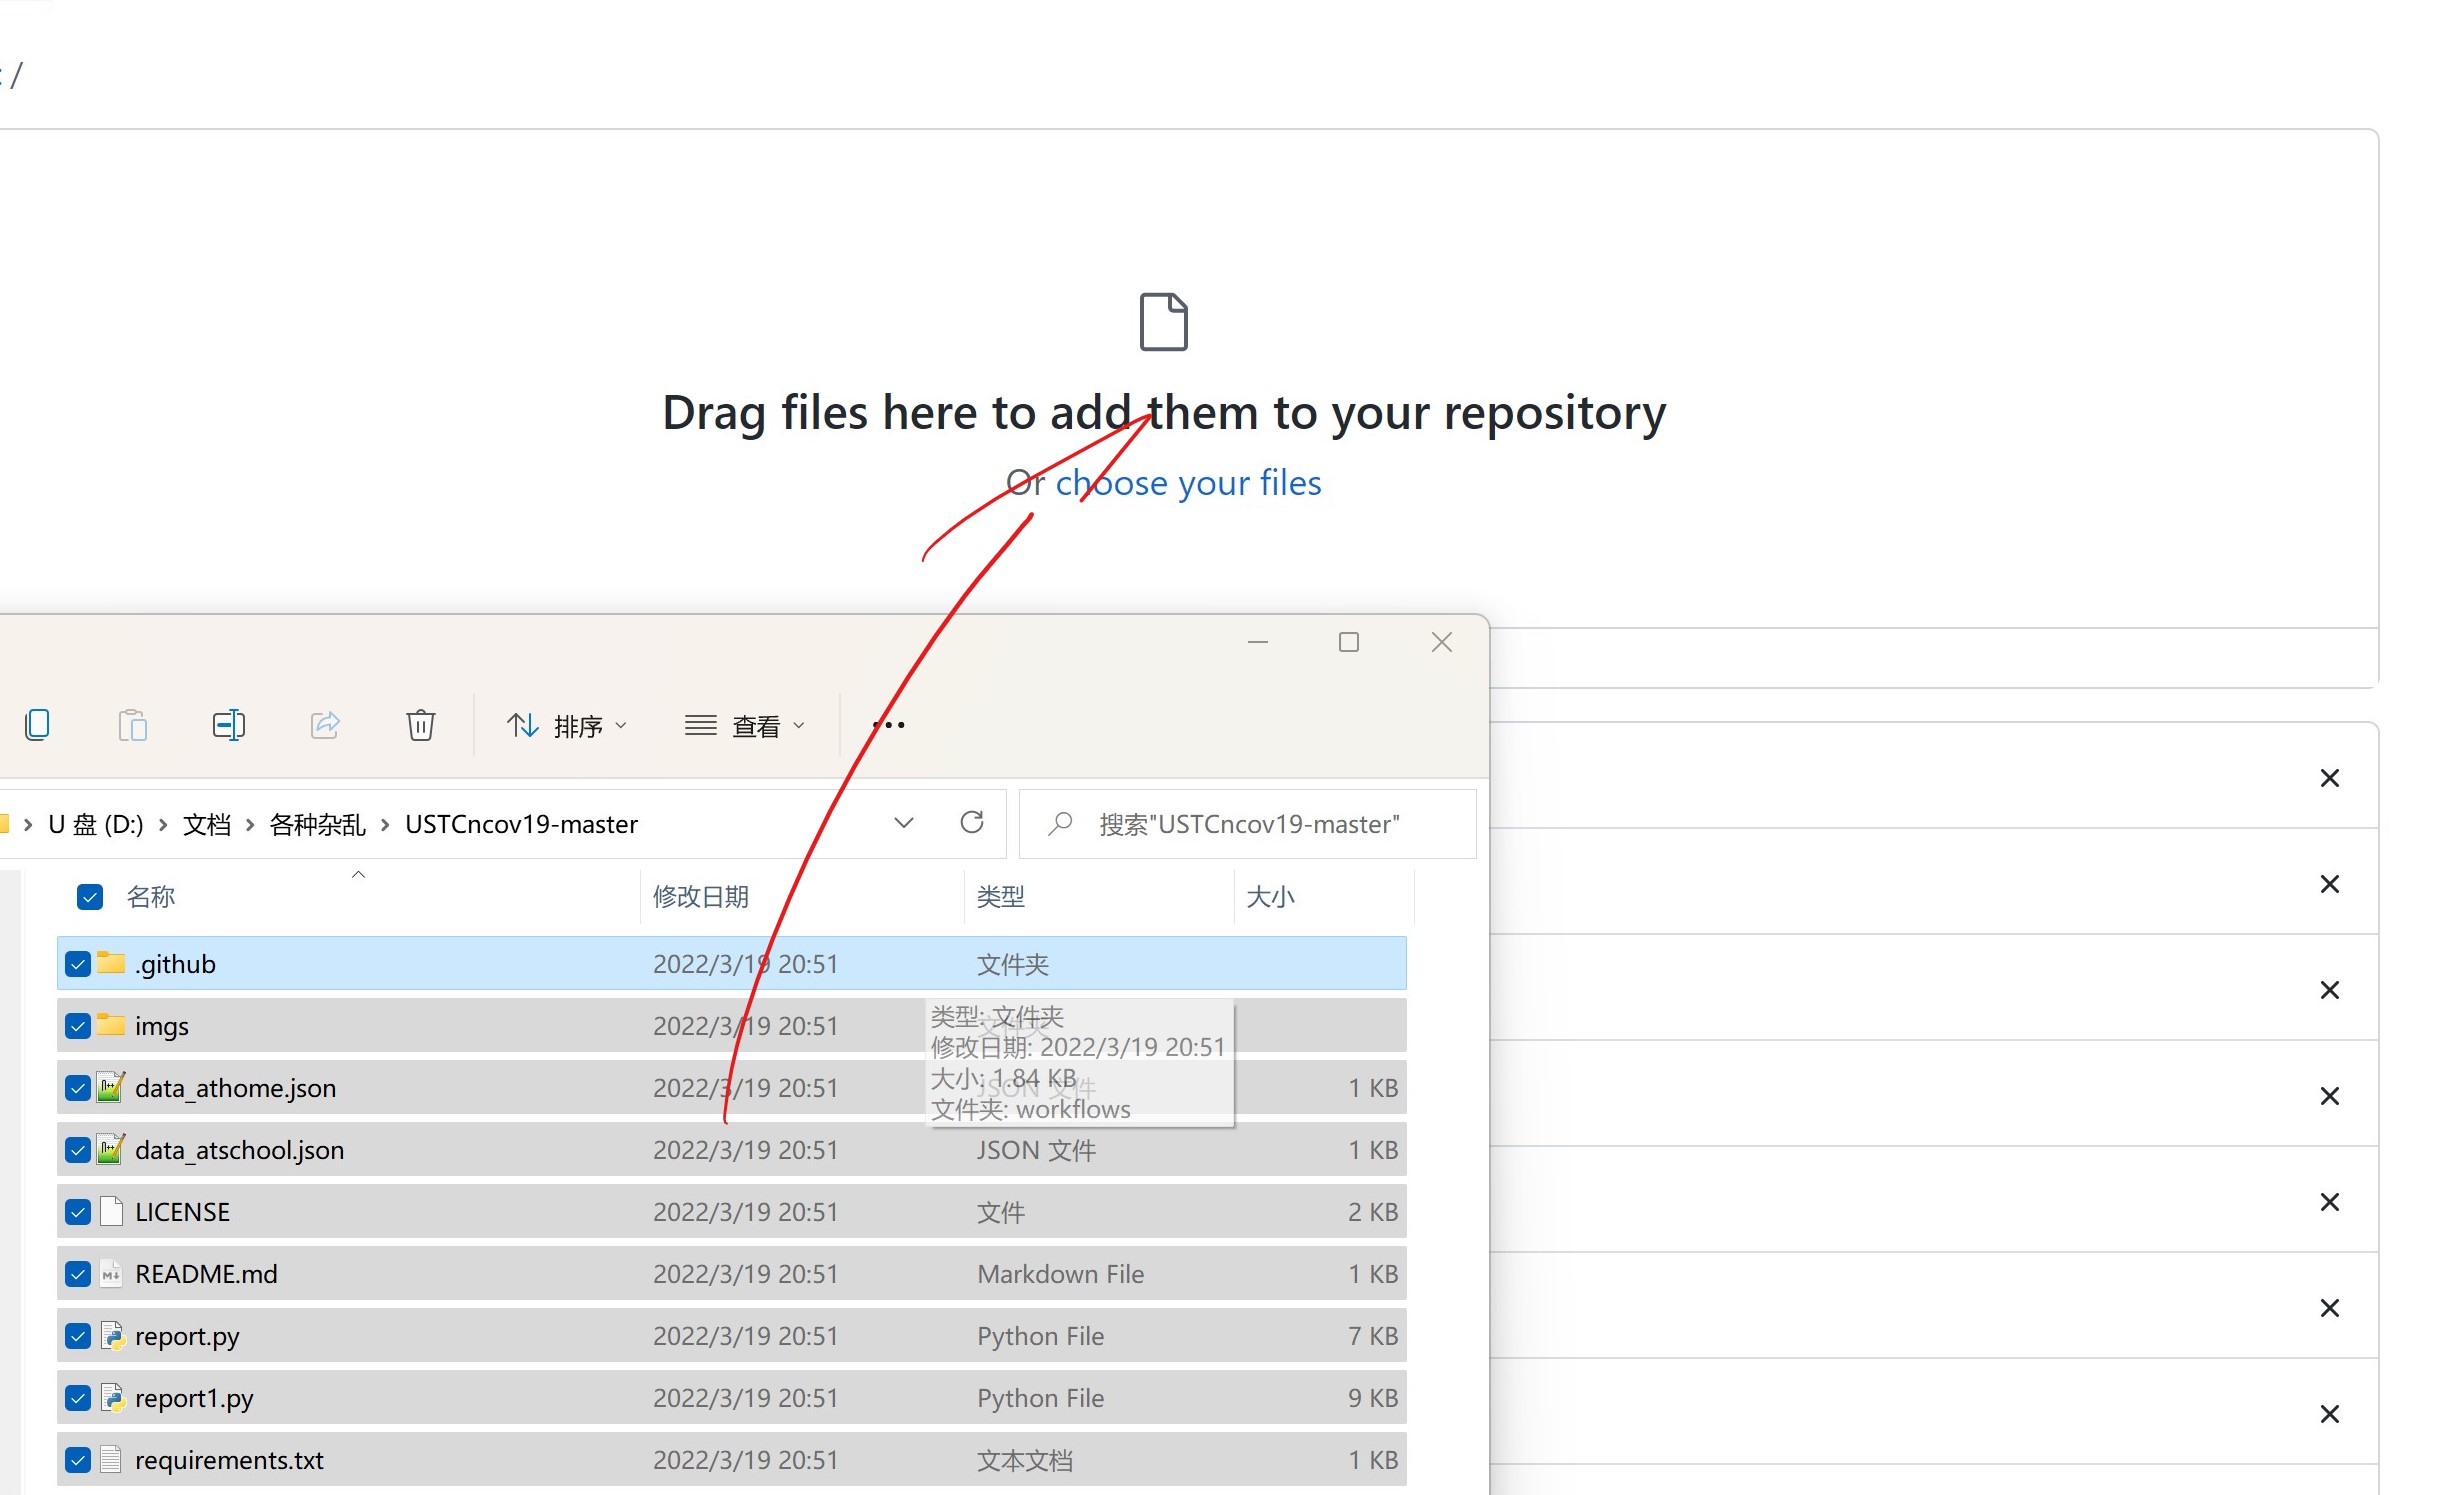 /
Drag files here to add them to your repository
Or choose your files
排序 查看
U 盘 (D:) 文档 各种杂乱 USTCncov19-master 搜索"USTCncov19-master"
名称 修改日期 类型 大小
.github 2022/3/19 20:51 文件夹
imgs 2022/3/19 20:51 文件夹
类型: 文件夹
修改日期: 2022/3/19 20:51
大小: 1.84 KB
文件夹: workflows
data_athome.json 2022/3/19 20:51 JSON 文件 1 KB
data_atschool.json 2022/3/19 20:51 JSON 文件 1 KB
LICENSE 2022/3/19 20:51 文件 2 KB
README.md 2022/3/19 20:51 Markdown File 1 KB
report.py 2022/3/19 20:51 Python File 7 KB
report1.py 2022/3/19 20:51 Python File 9 KB
requirements.txt 2022/3/19 20:51 文本文档 1 KB